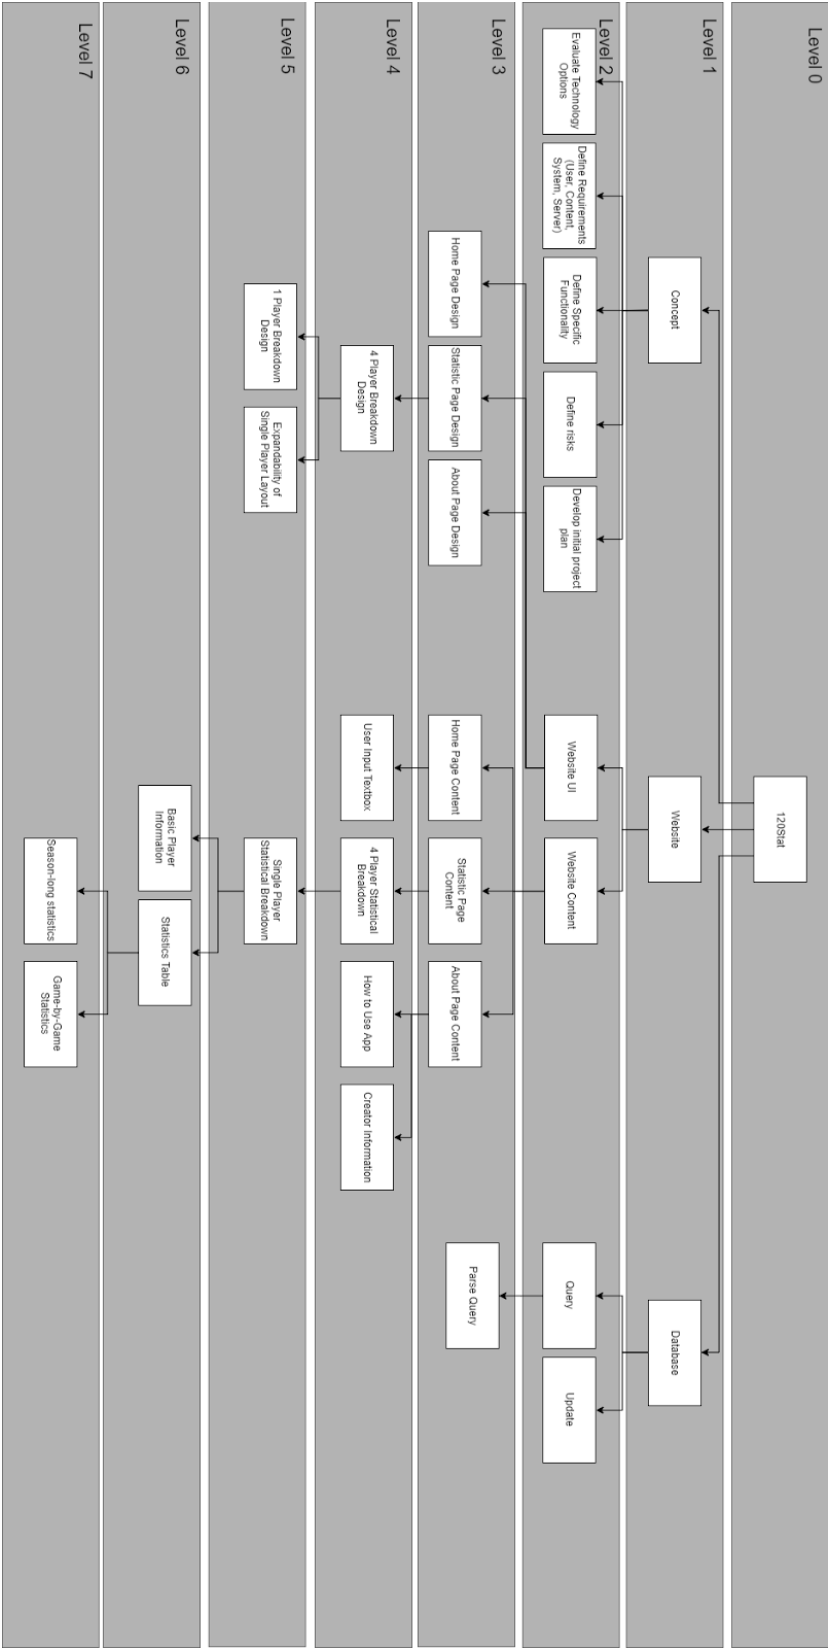 Level 0
120Stat
Level 1
Concept
Website
Database
Level 2
Evaluate Technology
Options
Define Requirements
(User, Content,
System, Server)
Define Specific
Functionality
Define risks
Develop initial project
plan
Website UI
Website Content
Query
Update
Level 3
Home Page Design
Statistic Page Design
About Page Design
Home Page Content
Statistic Page
Content
About Page Content
Parse Query
Level 4
4 Player Breakdown
Design
User Input Textbox
4 Player Statistical
Breakdown
How to Use App
Creator Information
Level 5
1 Player Breakdown
Design
Expandability of
Single Player Layout
Single Player
Statistical Breakdown
Level 6
Basic Player
Information
Statistics Table
Level 7
Season-long statistics
Game-by-Game
Statistics